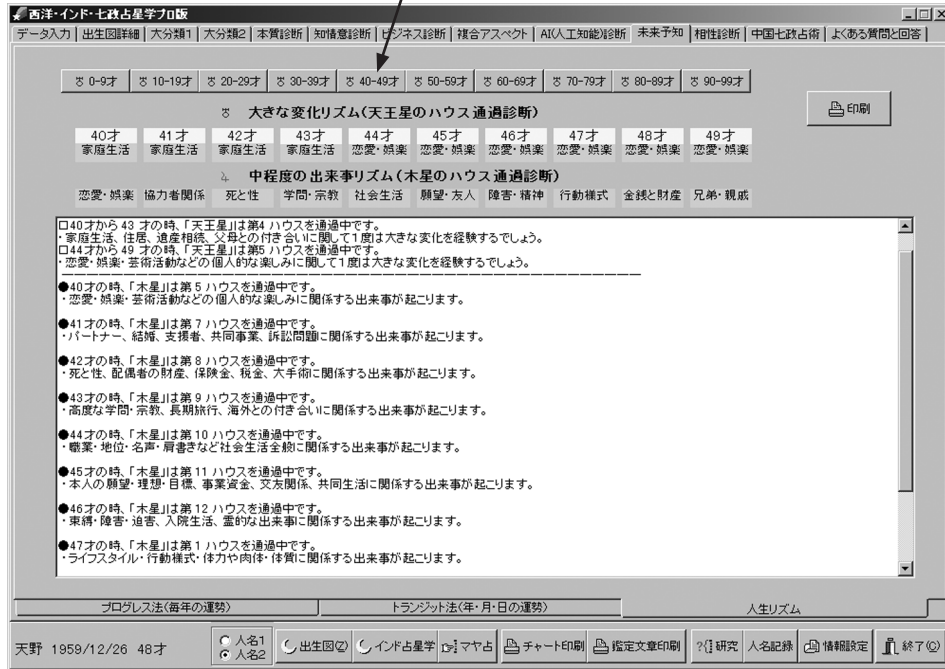 西洋・インド・七政占星学プロ版
データ入力 出生図詳細 大分類1 大分類2 本質診断 知情意診断 ビジネス診断 複合アスペクト AI(人工知能)診断 未来予知 相性診断 中国七政占術 よくある質問と回答
♉ 0-9才 ♉ 10-19才 ♉ 20-29才 ♉ 30-39才 ♉ 40-49才 ♉ 50-59才 ♉ 60-69才 ♉ 70-79才 ♉ 80-89才 ♉ 90-99才
♉ 大きな変化リズム(天王星のハウス通過診断)
印刷
40才 41才 42才 43才 44才 45才 46才 47才 48才 49才
家庭生活 家庭生活 家庭生活 家庭生活 恋愛・娯楽 恋愛・娯楽 恋愛・娯楽 恋愛・娯楽 恋愛・娯楽 恋愛・娯楽
♃ 中程度の出来事リズム(木星のハウス通過診断)
恋愛・娯楽 協力者関係 死と性 学問・宗教 社会生活 願望・友人 障害・精神 行動様式 金銭と財産 兄弟・親戚
□40才から 43 才の時、「天王星」は第4 ハウスを通過中です。
・家庭生活、住居、遺産相続、父母との付き合いに関して1度は大きな変化を経験するでしょう。
□44才から 49 才の時、「天王星」は第5 ハウスを通過中です。
・恋愛・娯楽・芸術活動などの個人的な楽しみに関して1度は大きな変化を経験するでしょう。
●40才の時、「木星」は第 5 ハウスを通過中です。
・恋愛・娯楽・芸術活動などの個人的な楽しみに関係する出来事が起こります。
●41才の時、「木星」は第 7 ハウスを通過中です。
・パートナー、結婚、支援者、共同事業、訴訟問題に関係する出来事が起こります。
●42才の時、「木星」は第 8 ハウスを通過中です。
・死と性、配偶者の財産、保険金、税金、大手術に関係する出来事が起こります。
●43才の時、「木星」は第 9 ハウスを通過中です。
・高度な学問・宗教、長期旅行、海外との付き合いに関係する出来事が起こります。
●44才の時、「木星」は第 10 ハウスを通過中です。
・職業・地位・名声・肩書きなど社会生活全般に関係する出来事が起こります。
●45才の時、「木星」は第 11 ハウスを通過中です。
・本人の願望・理想・目標、事業資金、交友関係、共同生活に関係する出来事が起こります。
●46才の時、「木星」は第 12 ハウスを通過中です。
・束縛・障害・迫害、入院生活、霊的な出来事に関係する出来事が起こります。
●47才の時、「木星」は第 1 ハウスを通過中です。
・ライフスタイル・行動様式・体力や肉体・体質に関係する出来事が起こります。
プログレス法(毎年の運勢) トランジット法(年・月・日の運勢) 人生リズム
天野 1959/12/26 48才 人名1 人名2 出生図(Z) インド占星学 マヤ占 チャート印刷 鑑定文章印刷 研究 人名記録 情報設定 終了(Q)